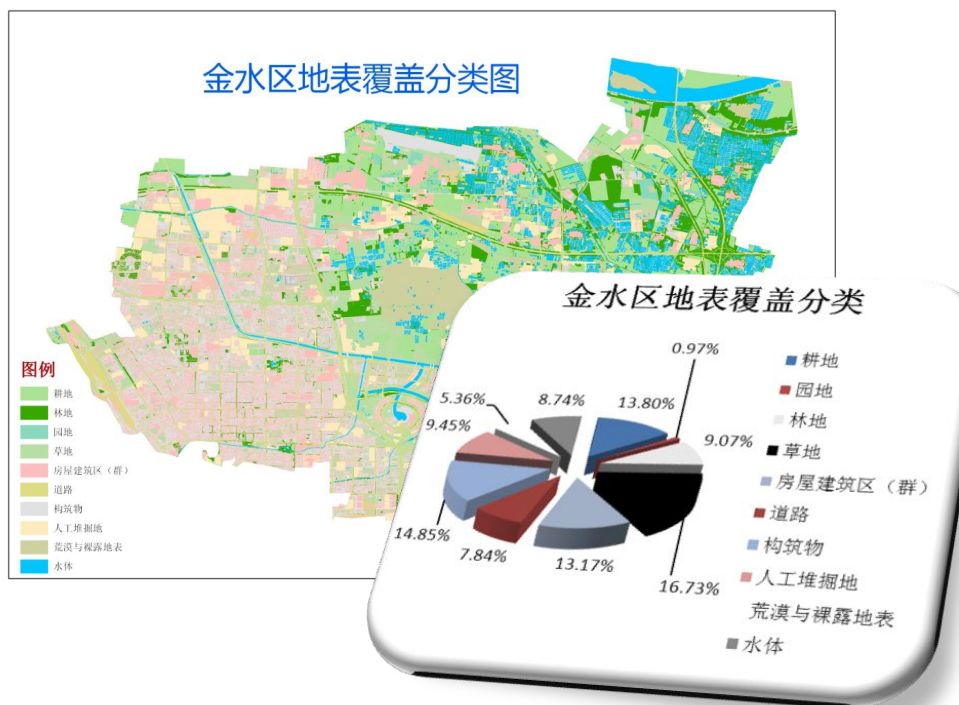 金水区地表覆盖分类图
图例
耕地
林地
园地
草地
房屋建筑区（群）
道路
构筑物
人工堆掘地
荒漠与裸露地表
水体
金水区地表覆盖分类
0.97%
13.80%
9.07%
16.73%
13.17%
7.84%
14.85%
9.45%
5.36%
8.74%
耕地
园地
林地
草地
房屋建筑区（群）
道路
构筑物
人工堆掘地
荒漠与裸露地表
水体